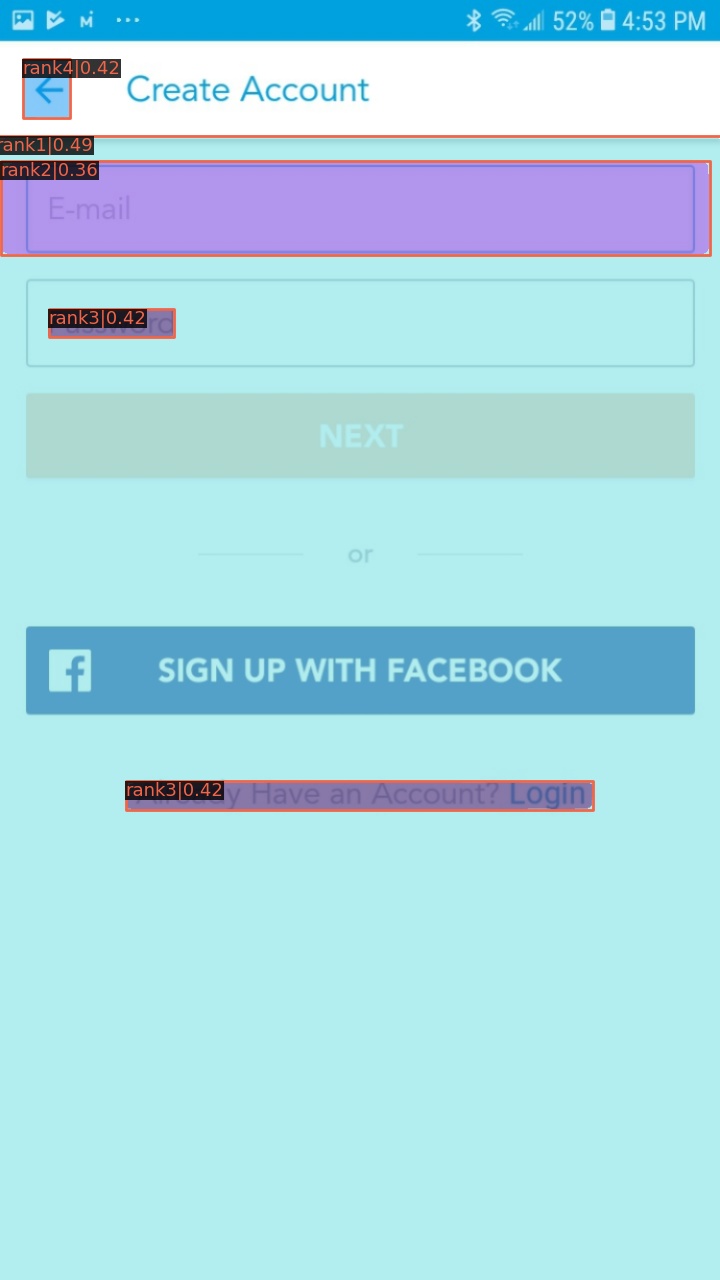 52% 4:53 PM
rank4|0.42
Create Account
rank1|0.49
rank2|0.36
E-mail
rank3|0.42
NEXT
or
SIGN UP WITH FACEBOOK
rank3|0.42
Have an Account? Login